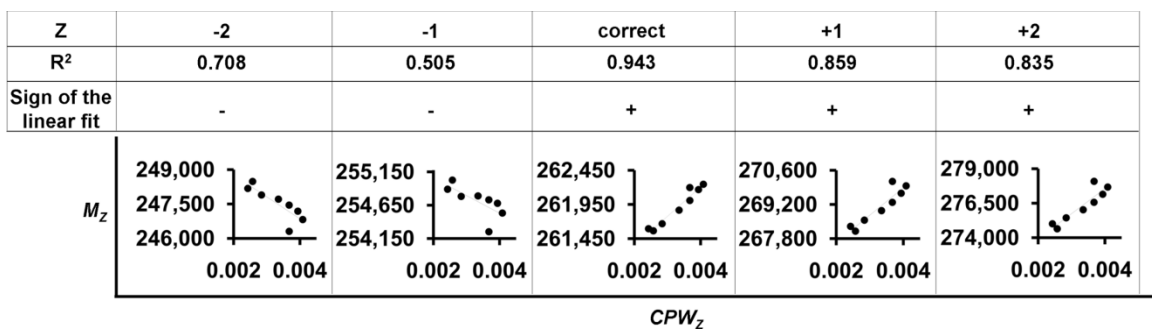 Z -2 -1 correct +1 +2
R² 0.708 0.505 0.943 0.859 0.835
Sign of the
linear fit - - + + +
249,000 255,150 262,450 270,600 279,000
M_Z 247,500 254,650 261,950 269,200 276,500
246,000 254,150 261,450 267,800 274,000
0.002 0.004 0.002 0.004 0.002 0.004 0.002 0.004 0.002 0.004
CPW_Z